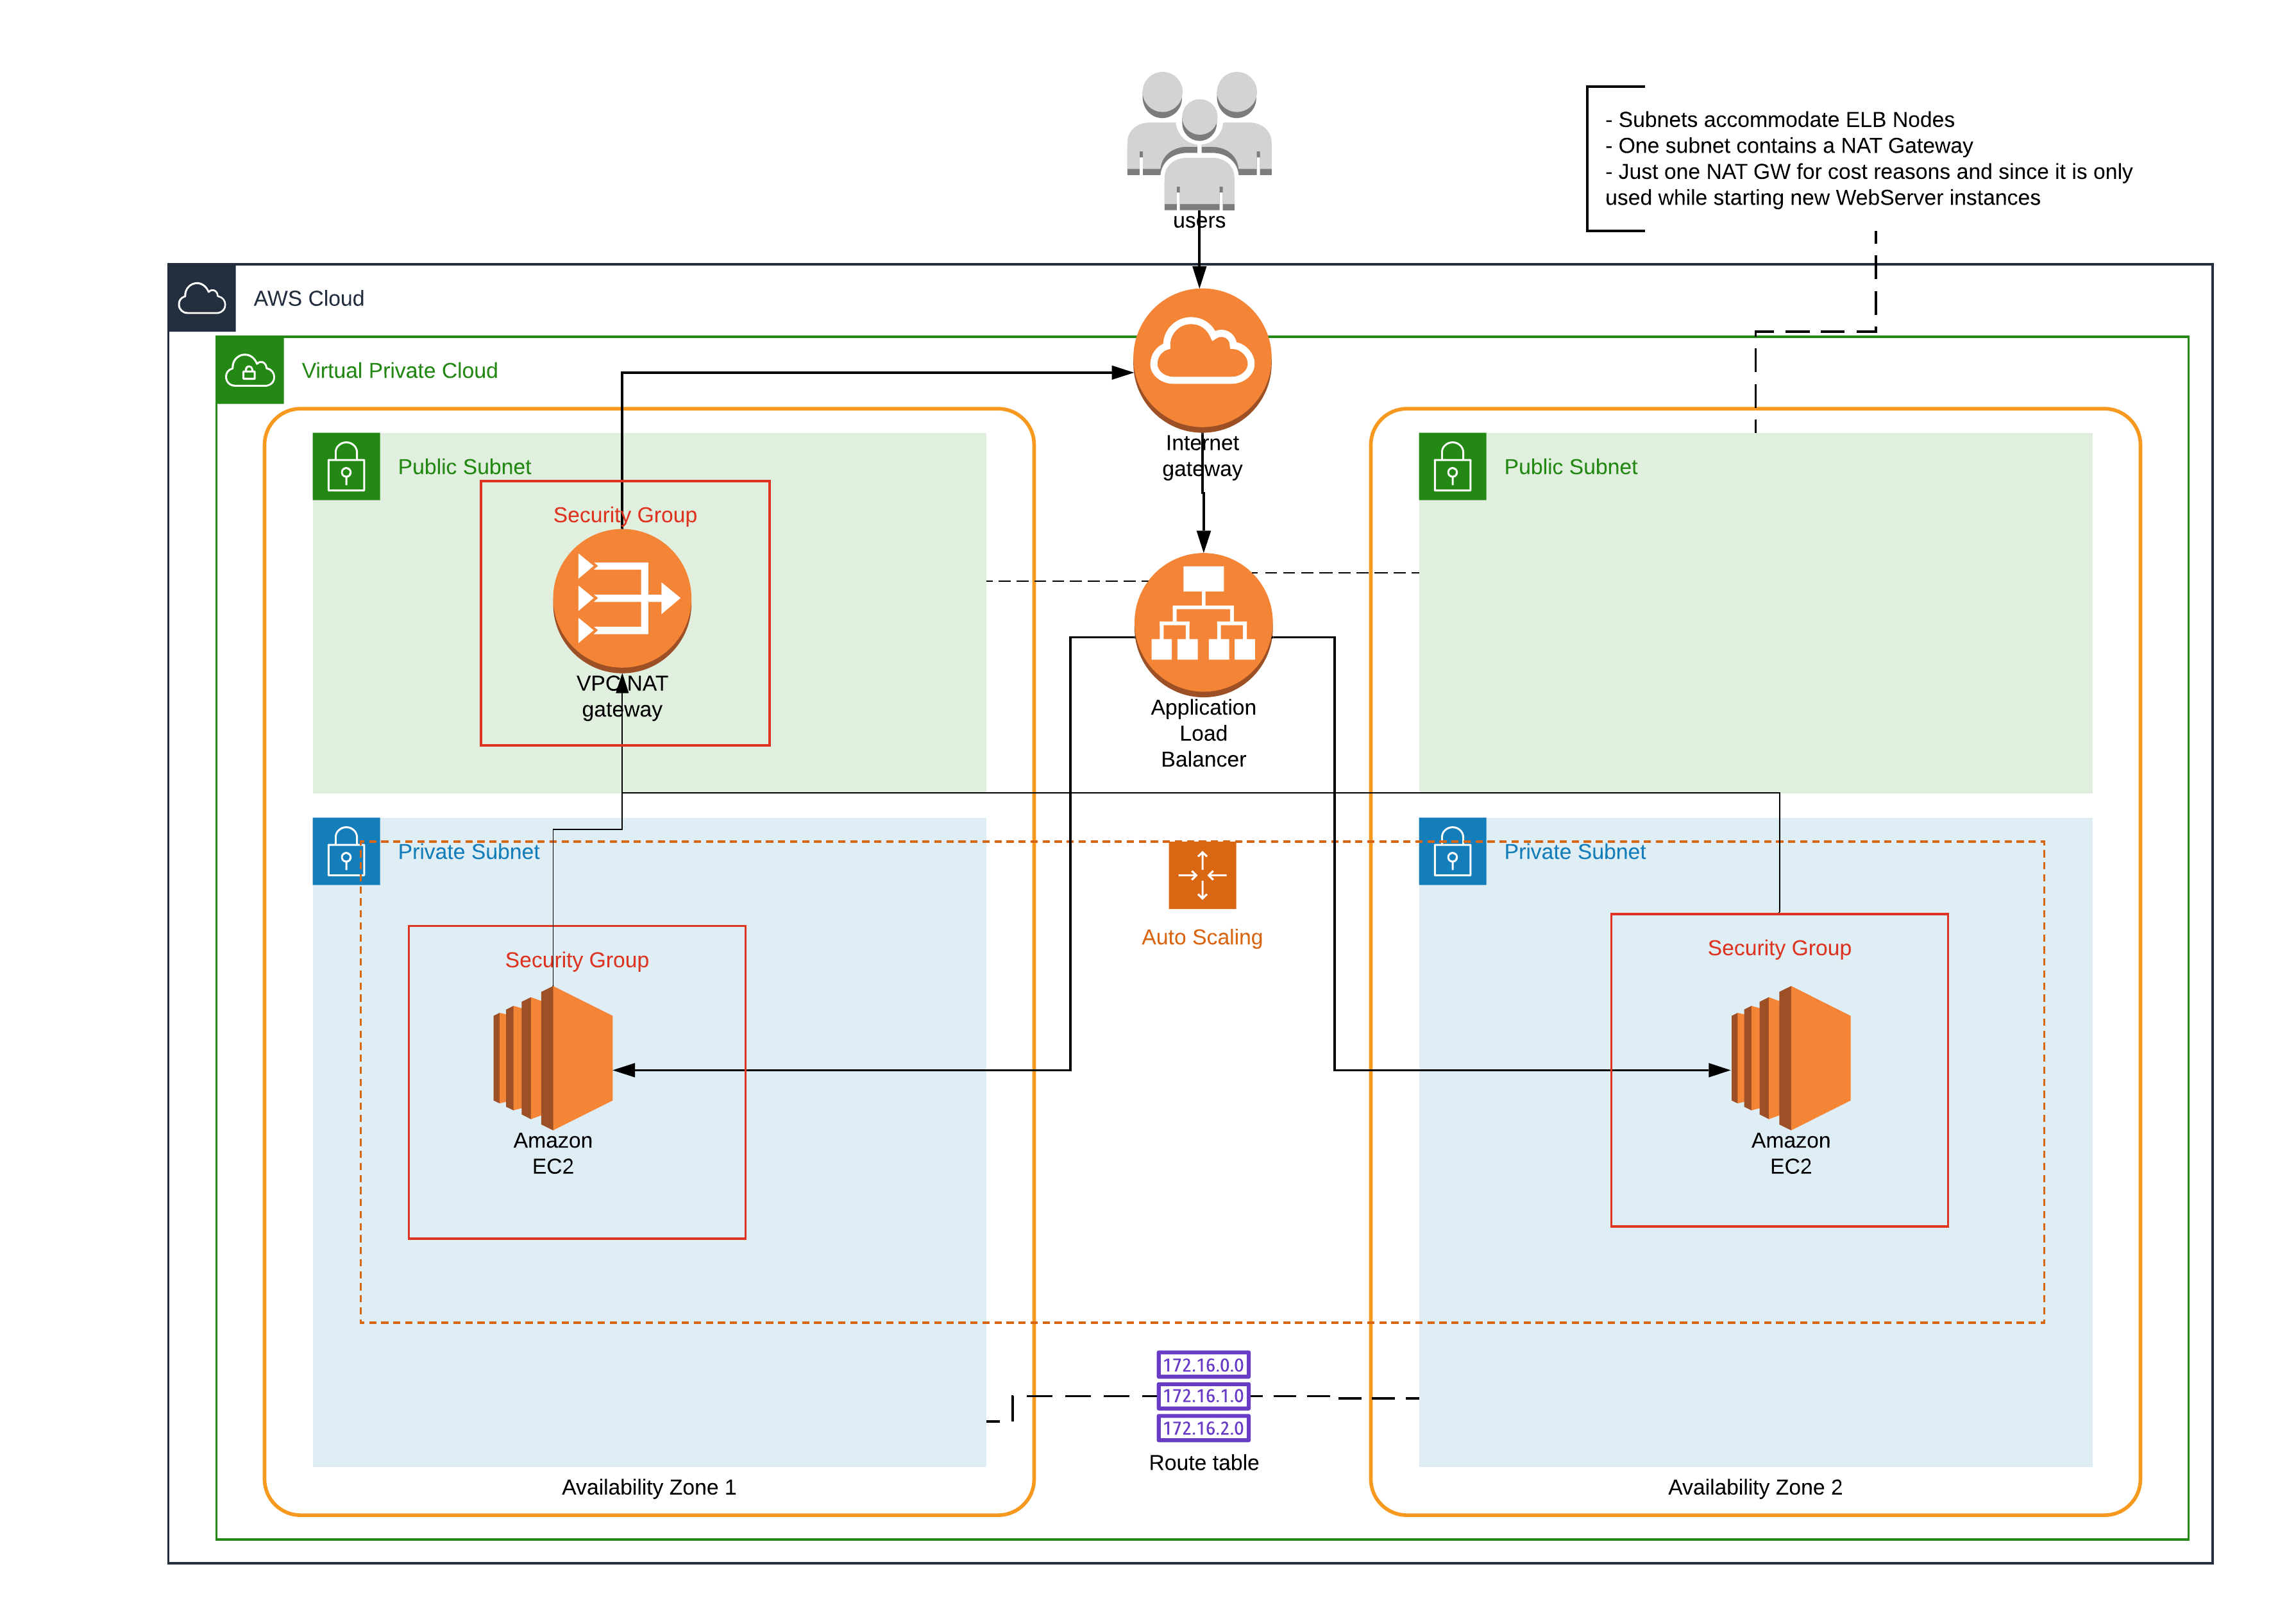 users
- Subnets accommodate ELB Nodes
- One subnet contains a NAT Gateway
- Just one NAT GW for cost reasons and since it is only
used while starting new WebServer instances
AWS Cloud
Virtual Private Cloud
Internet
gateway
Public Subnet
Public Subnet
Security Group
VPC NAT
gateway
Application
Load
Balancer
Private Subnet
Private Subnet
Auto Scaling
Security Group
Security Group
Amazon
EC2
Amazon
EC2
172.16.0.0
172.16.1.0
172.16.2.0
Route table
Availability Zone 1
Availability Zone 2